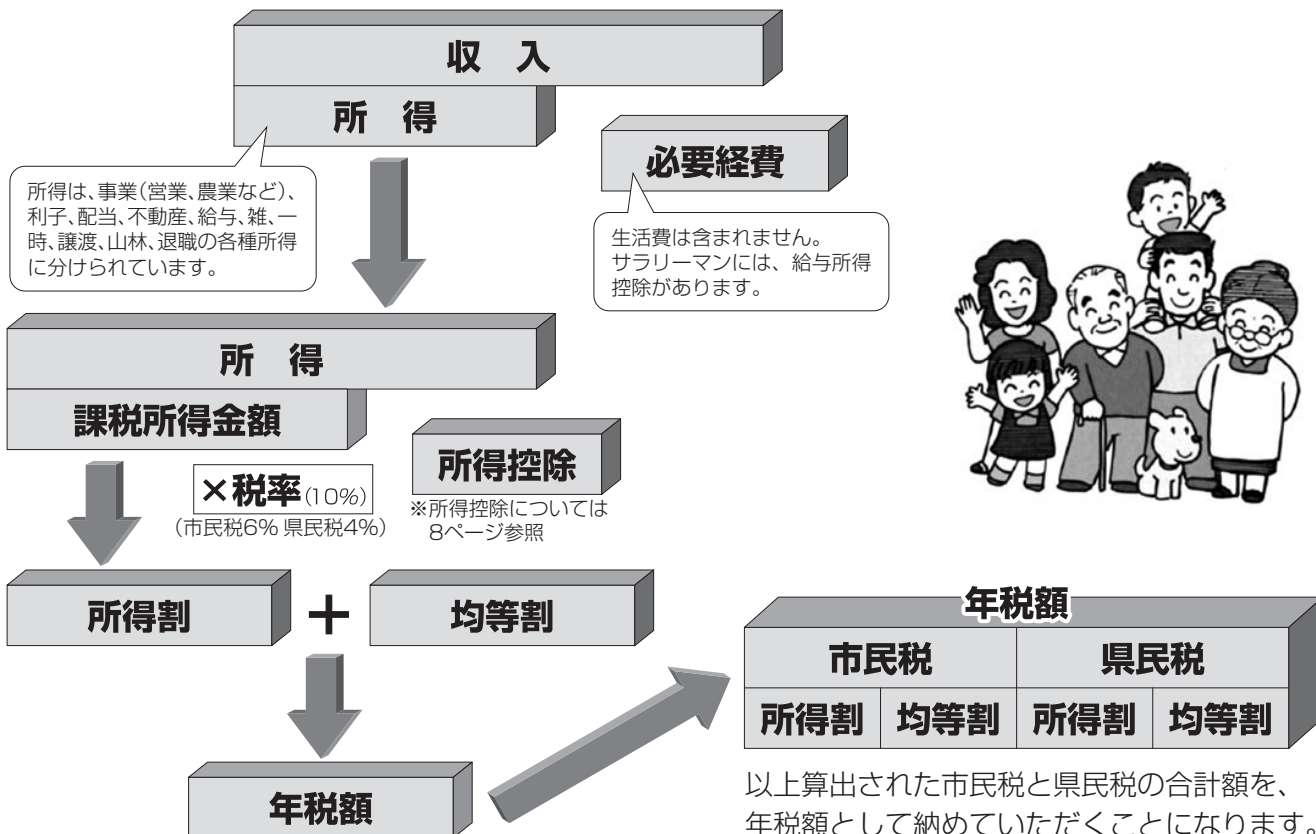 収 入
所 得
必要経費
所得は、事業(営業、農業など)、
利子、配当、不動産、給与、雑、一
時、譲渡、山林、退職の各種所得
に分けられています。
生活費は含まれません。
サラリーマンには、給与所得
控除があります。
所 得
課税所得金額
×税率(10%)
(市民税6% 県民税4%)
所得控除
※所得控除については
8ページ参照
所得割 + 均等割
年税額
年税額
市民税 県民税
所得割 均等割 所得割 均等割
以上算出された市民税と県民税の合計額を、
年税額として納めていただくことになります。